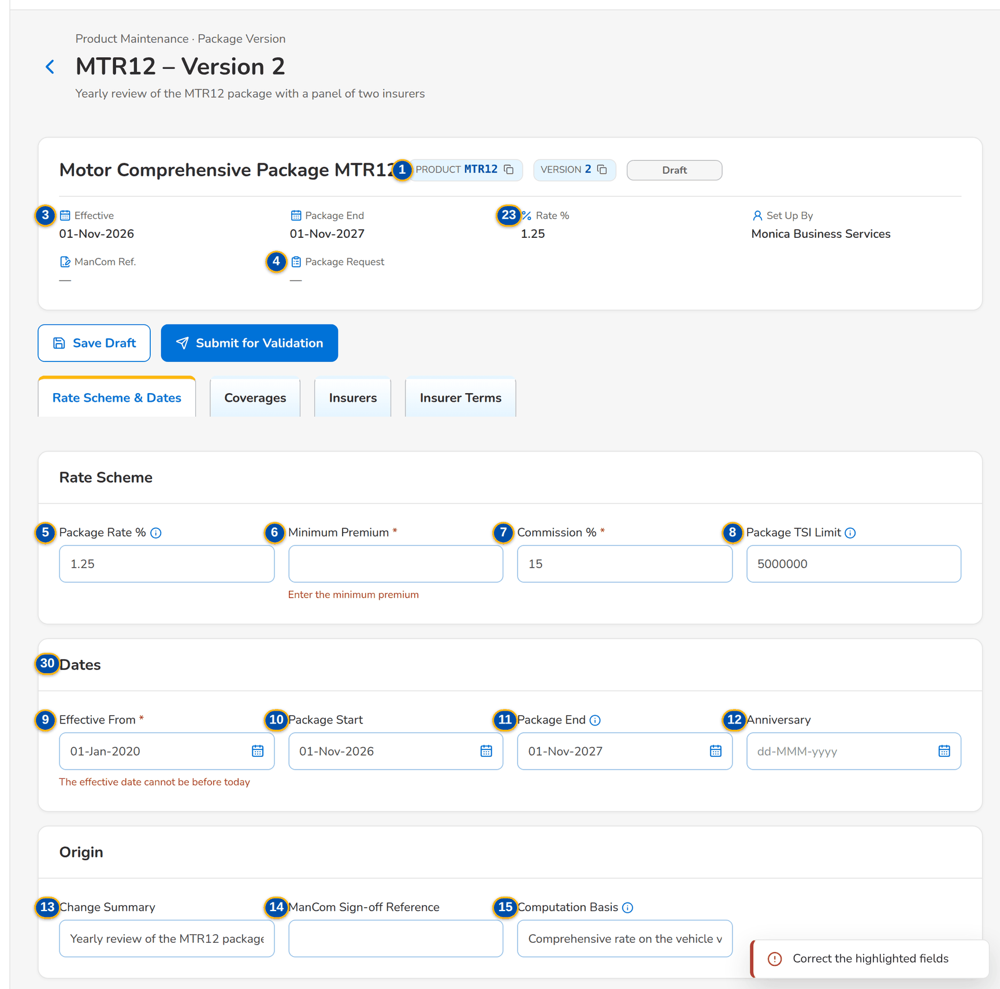 Product Maintenance · Package Version
MTR12 – Version 2
Yearly review of the MTR12 package with a panel of two insurers
Motor Comprehensive Package MTR12
1 PRODUCT MTR12 VERSION 2 Draft
3 Effective Package End 23 Rate % Set Up By
01-Nov-2026 01-Nov-2027 1.25 Monica Business Services
ManCom Ref. 4 Package Request
— —
Save Draft Submit for Validation
Rate Scheme & Dates Coverages Insurers Insurer Terms
Rate Scheme
5 Package Rate % 6 Minimum Premium * 7 Commission % * 8 Package TSI Limit
1.25 15 5000000
Enter the minimum premium
30 Dates
9 Effective From * 10 Package Start 11 Package End 12 Anniversary
01-Jan-2020 01-Nov-2026 01-Nov-2027 dd-MMM-yyyy
The effective date cannot be before today
Origin
13 Change Summary 14 ManCom Sign-off Reference 15 Computation Basis
Yearly review of the MTR12 package Comprehensive rate on the vehicle v
Correct the highlighted fields